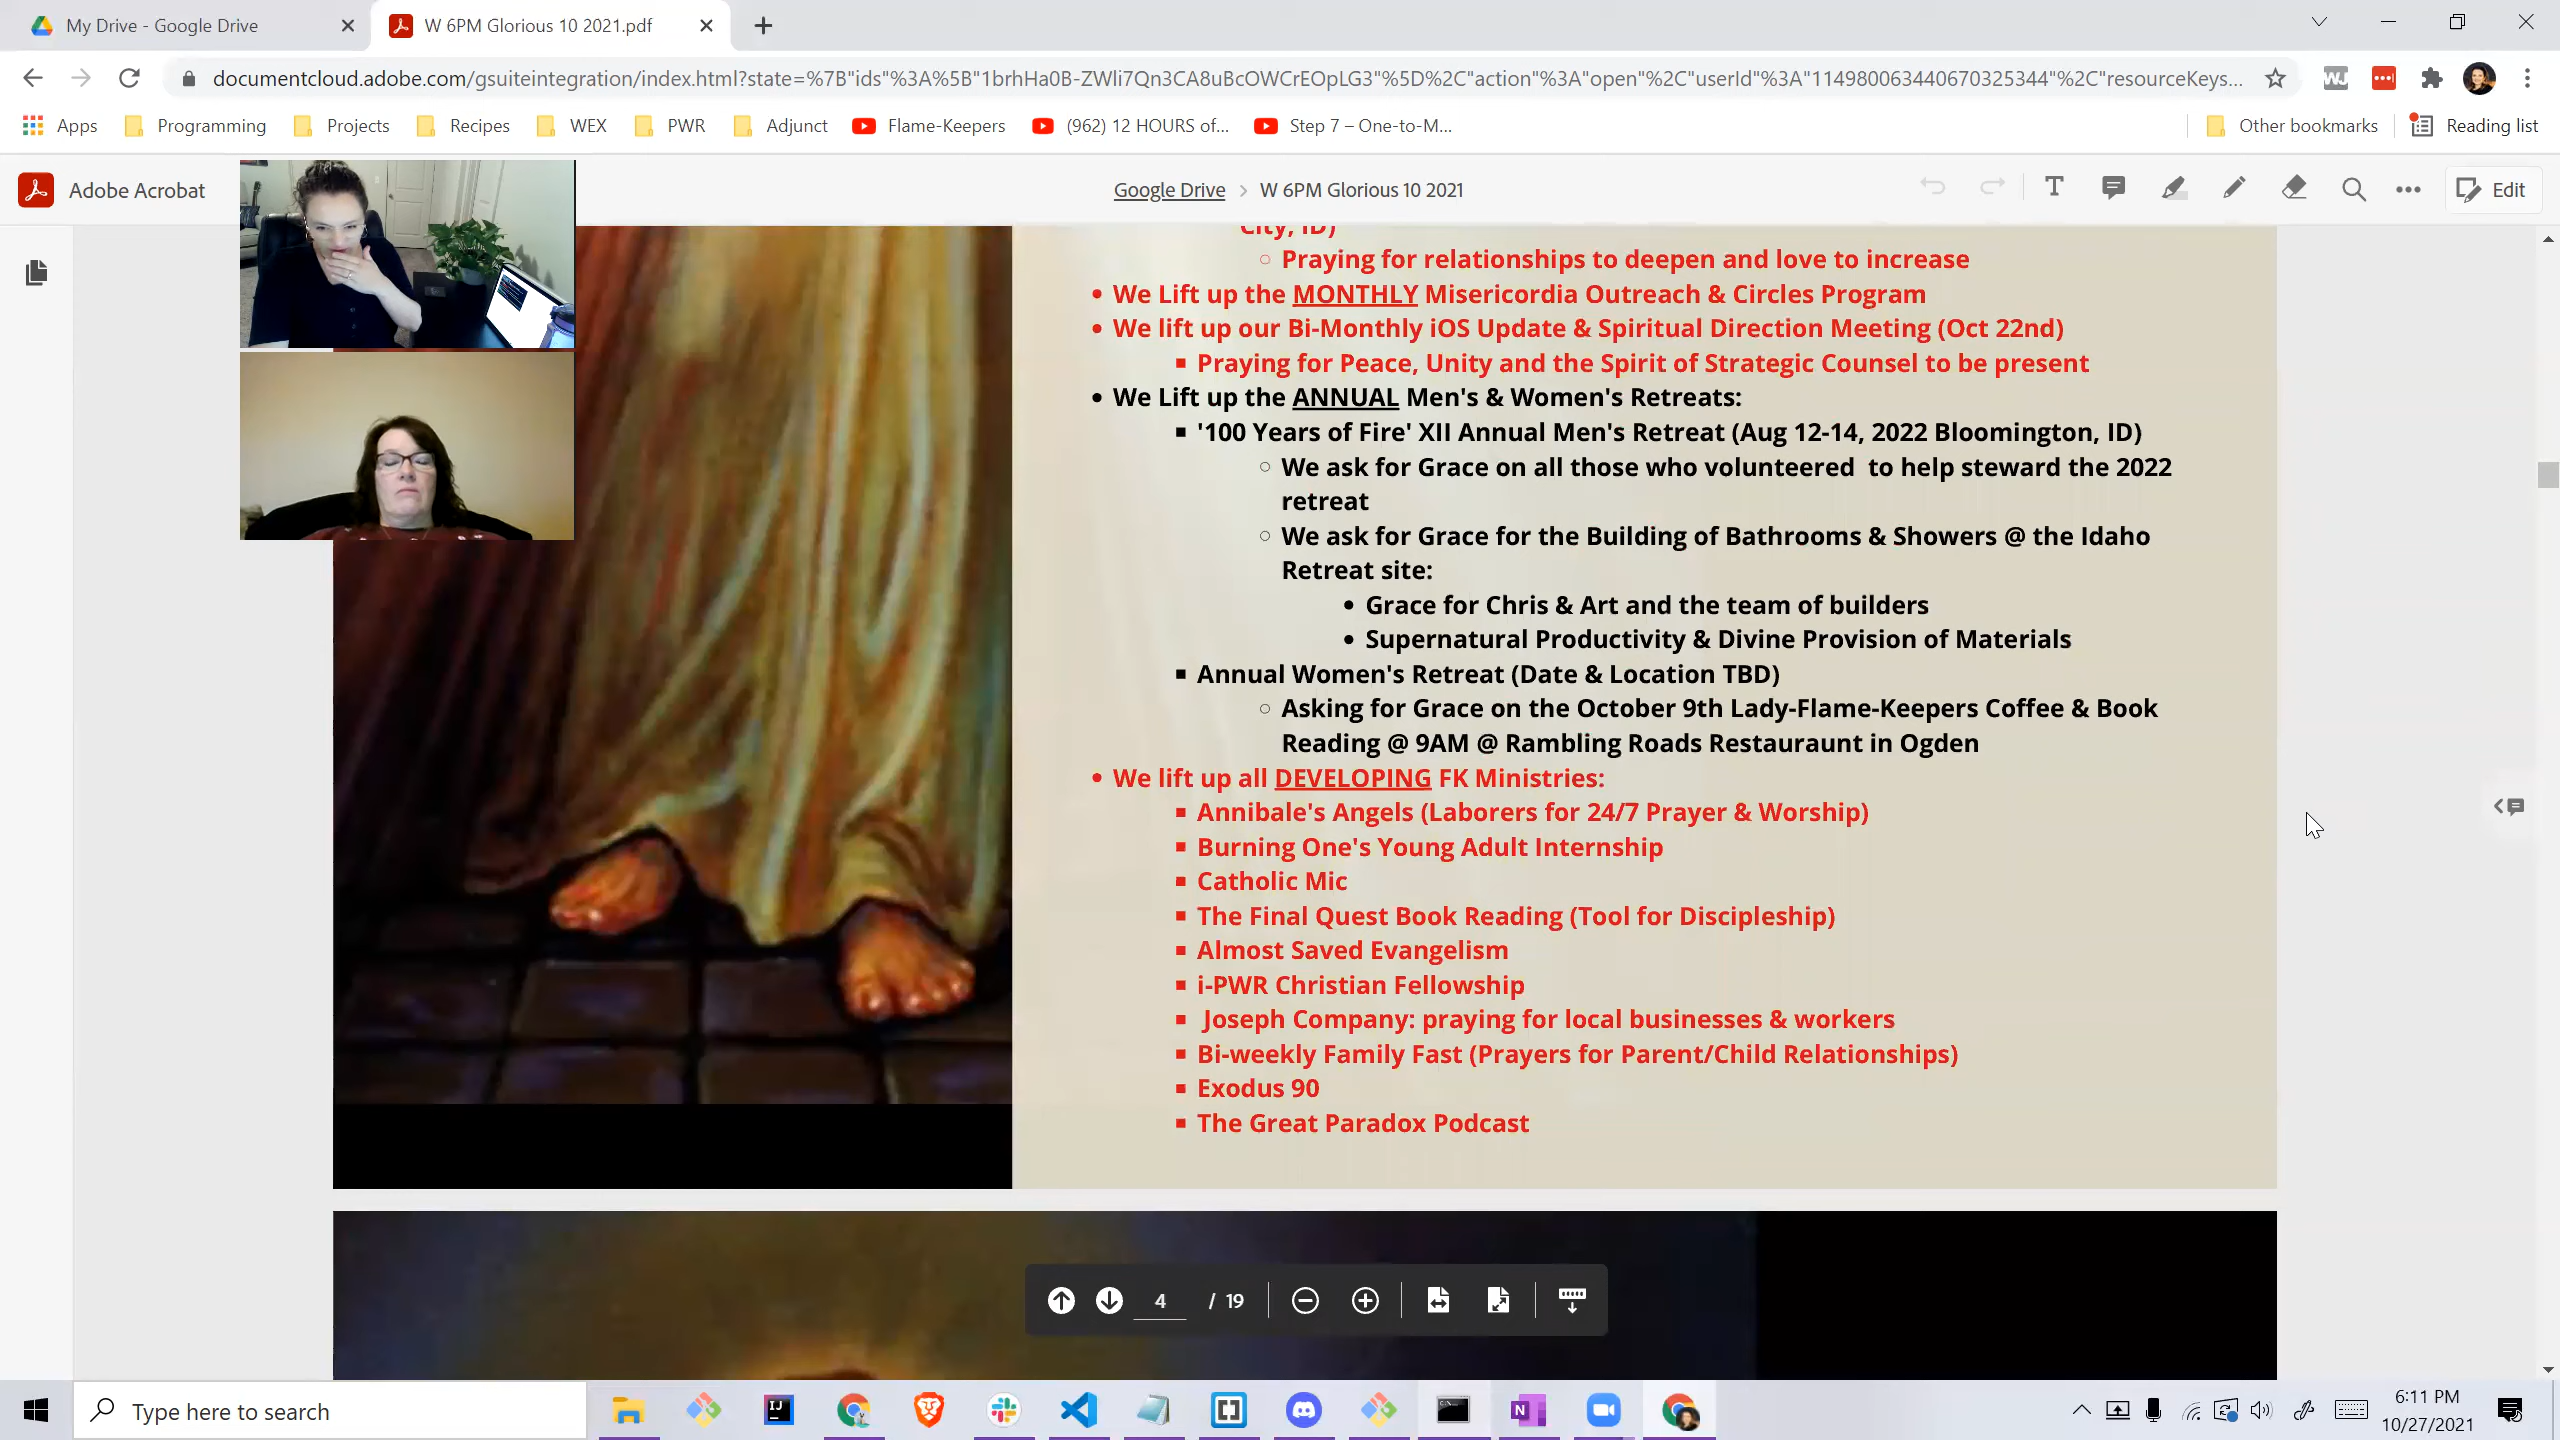 My Drive - Google Drive
W 6PM Glorious 10 2021.pdf
documentcloud.adobe.com/gsuiteintegration/index.html?state=%7B"ids"%3A%5B"1brhHa0B-ZWli7Qn3CA8uBcOWCrEOpLG3"%5D%2C"action"%3A"open"%2C"userId"%3A"114980063440670325344"%2C"resourceKeys...
Apps Programming Projects Recipes WEX PWR Adjunct Flame-Keepers (962) 12 HOURS of... Step 7 – One-to-M... Other bookmarks Reading list
Adobe Acrobat
Google Drive > W 6PM Glorious 10 2021
Edit
City, ID)
Praying for relationships to deepen and love to increase
We Lift up the MONTHLY Misericordia Outreach & Circles Program
We lift up our Bi-Monthly iOS Update & Spiritual Direction Meeting (Oct 22nd)
Praying for Peace, Unity and the Spirit of Strategic Counsel to be present
We Lift up the ANNUAL Men's & Women's Retreats:
'100 Years of Fire' XII Annual Men's Retreat (Aug 12-14, 2022 Bloomington, ID)
We ask for Grace on all those who volunteered to help steward the 2022
retreat
We ask for Grace for the Building of Bathrooms & Showers @ the Idaho
Retreat site:
Grace for Chris & Art and the team of builders
Supernatural Productivity & Divine Provision of Materials
Annual Women's Retreat (Date & Location TBD)
Asking for Grace on the October 9th Lady-Flame-Keepers Coffee & Book
Reading @ 9AM @ Rambling Roads Restauraunt in Ogden
We lift up all DEVELOPING FK Ministries:
Annibale's Angels (Laborers for 24/7 Prayer & Worship)
Burning One's Young Adult Internship
Catholic Mic
The Final Quest Book Reading (Tool for Discipleship)
Almost Saved Evangelism
i-PWR Christian Fellowship
Joseph Company: praying for local businesses & workers
Bi-weekly Family Fast (Prayers for Parent/Child Relationships)
Exodus 90
The Great Paradox Podcast
4 / 19
Type here to search
6:11 PM
10/27/2021